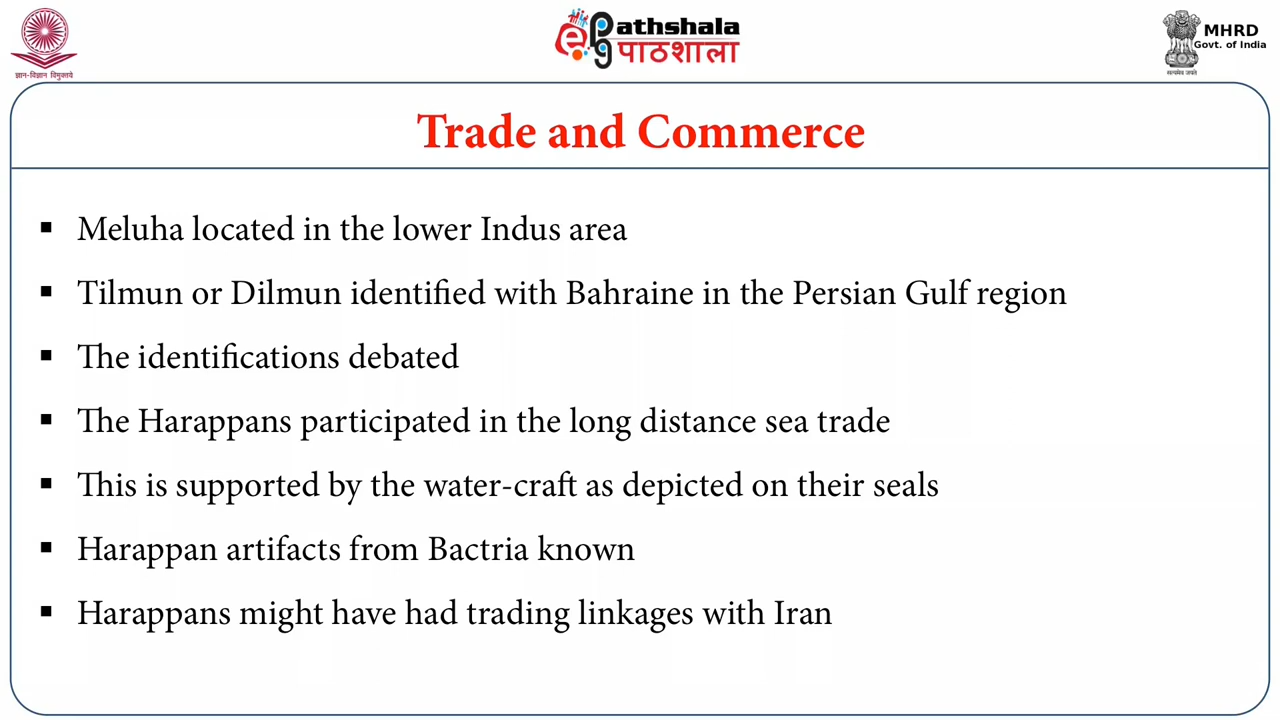 ज्ञान-विज्ञान विमुक्तये
ePathshala
पाठशाला
MHRD
Govt. of India
सत्यमेव जयते
Trade and Commerce
▪ Meluha located in the lower Indus area
▪ Tilmun or Dilmun identified with Bahraine in the Persian Gulf region
▪ The identifications debated
▪ The Harappans participated in the long distance sea trade
▪ This is supported by the water-craft as depicted on their seals
▪ Harappan artifacts from Bactria known
▪ Harappans might have had trading linkages with Iran